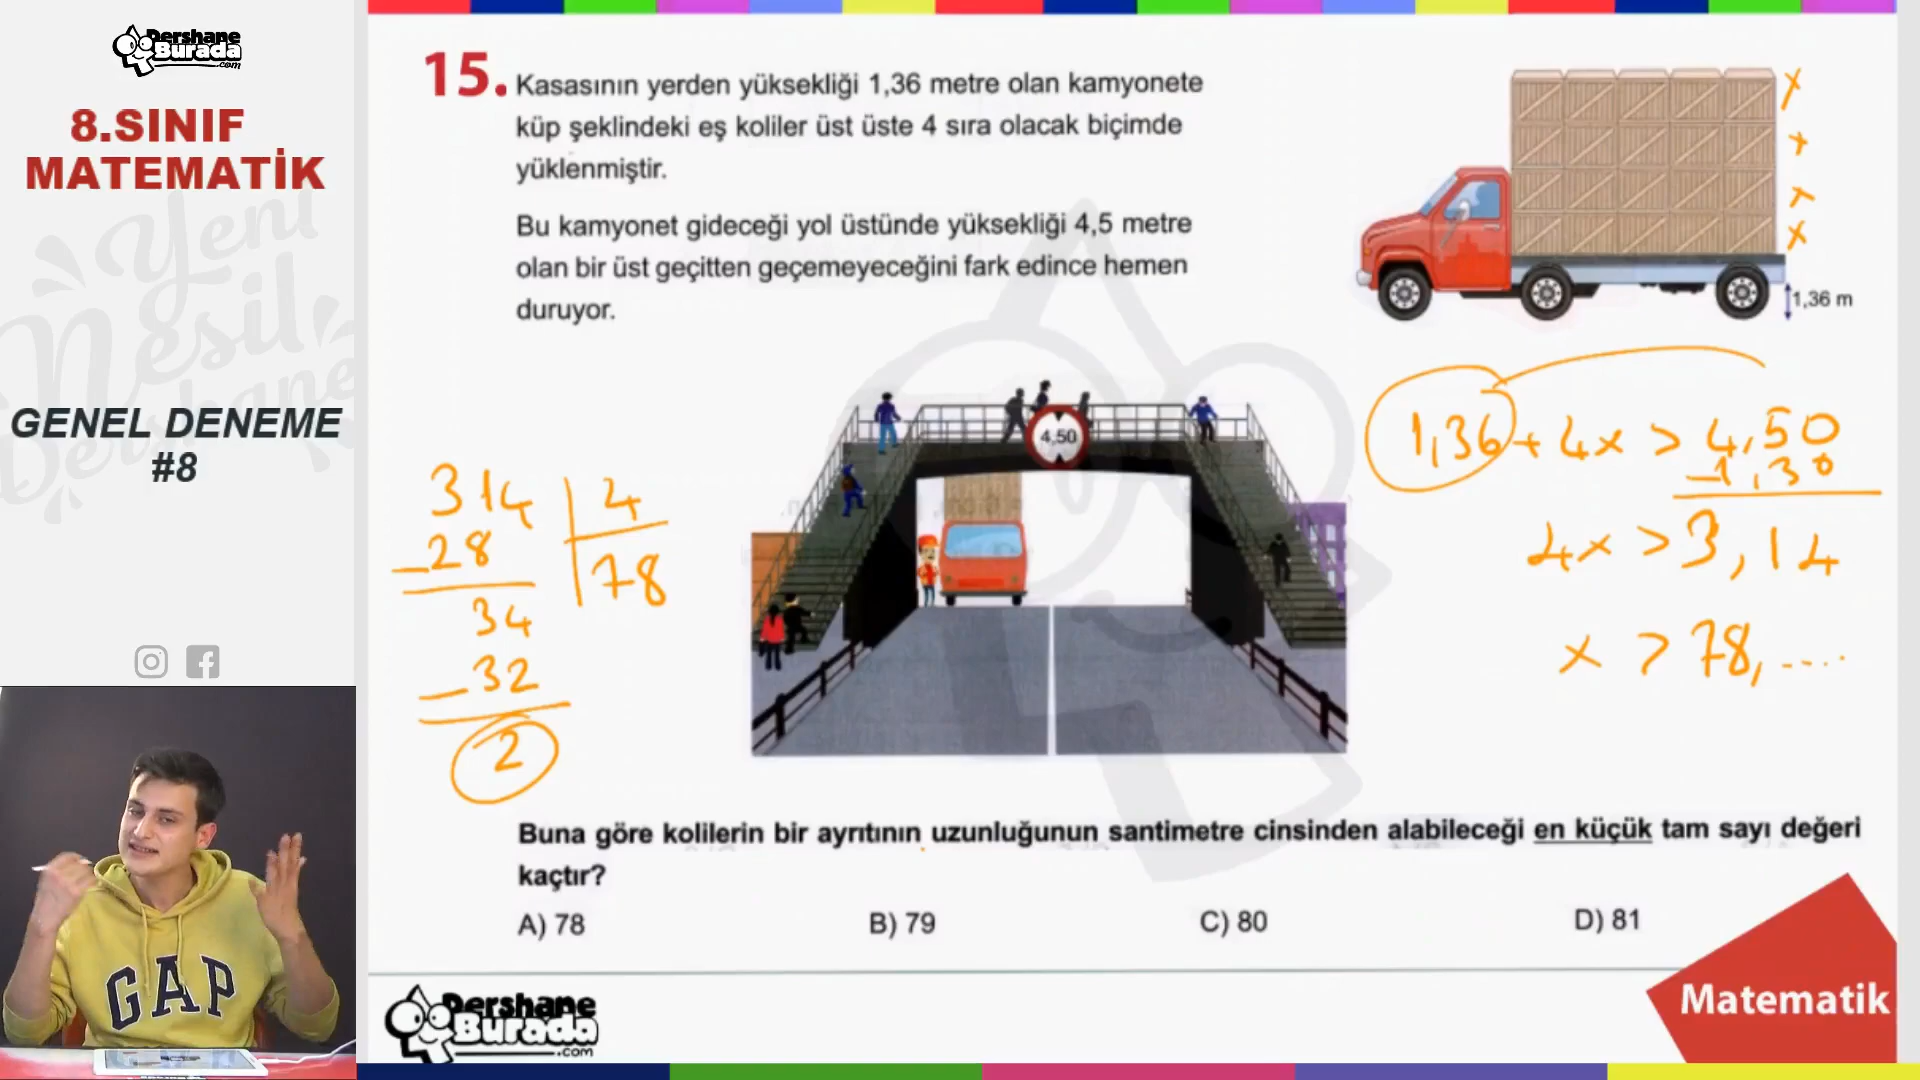 Dershane
Burada
.com
8.SINIF
MATEMATİK
Yeni
Nesil
Dershane
GENEL DENEME
#8
15. Kasasının yerden yüksekliği 1,36 metre olan kamyonete
küp şeklindeki eş koliler üst üste 4 sıra olacak biçimde
yüklenmiştir.
Bu kamyonet gideceği yol üstünde yüksekliği 4,5 metre
olan bir üst geçitten geçemeyeceğini fark edince hemen
duruyor.
x
x
x
x
1,36 m
4,50
1,36 + 4x > 4,50
4x > 3,14
x > 78, ....
314 4
-28 78
34
-32
2
Buna göre kolilerin bir ayrıtının uzunluğunun santimetre cinsinden alabileceği en küçük tam sayı değeri
kaçtır?
A) 78 B) 79 C) 80 D) 81
GAP
Dershane
Burada
.com
Matematik